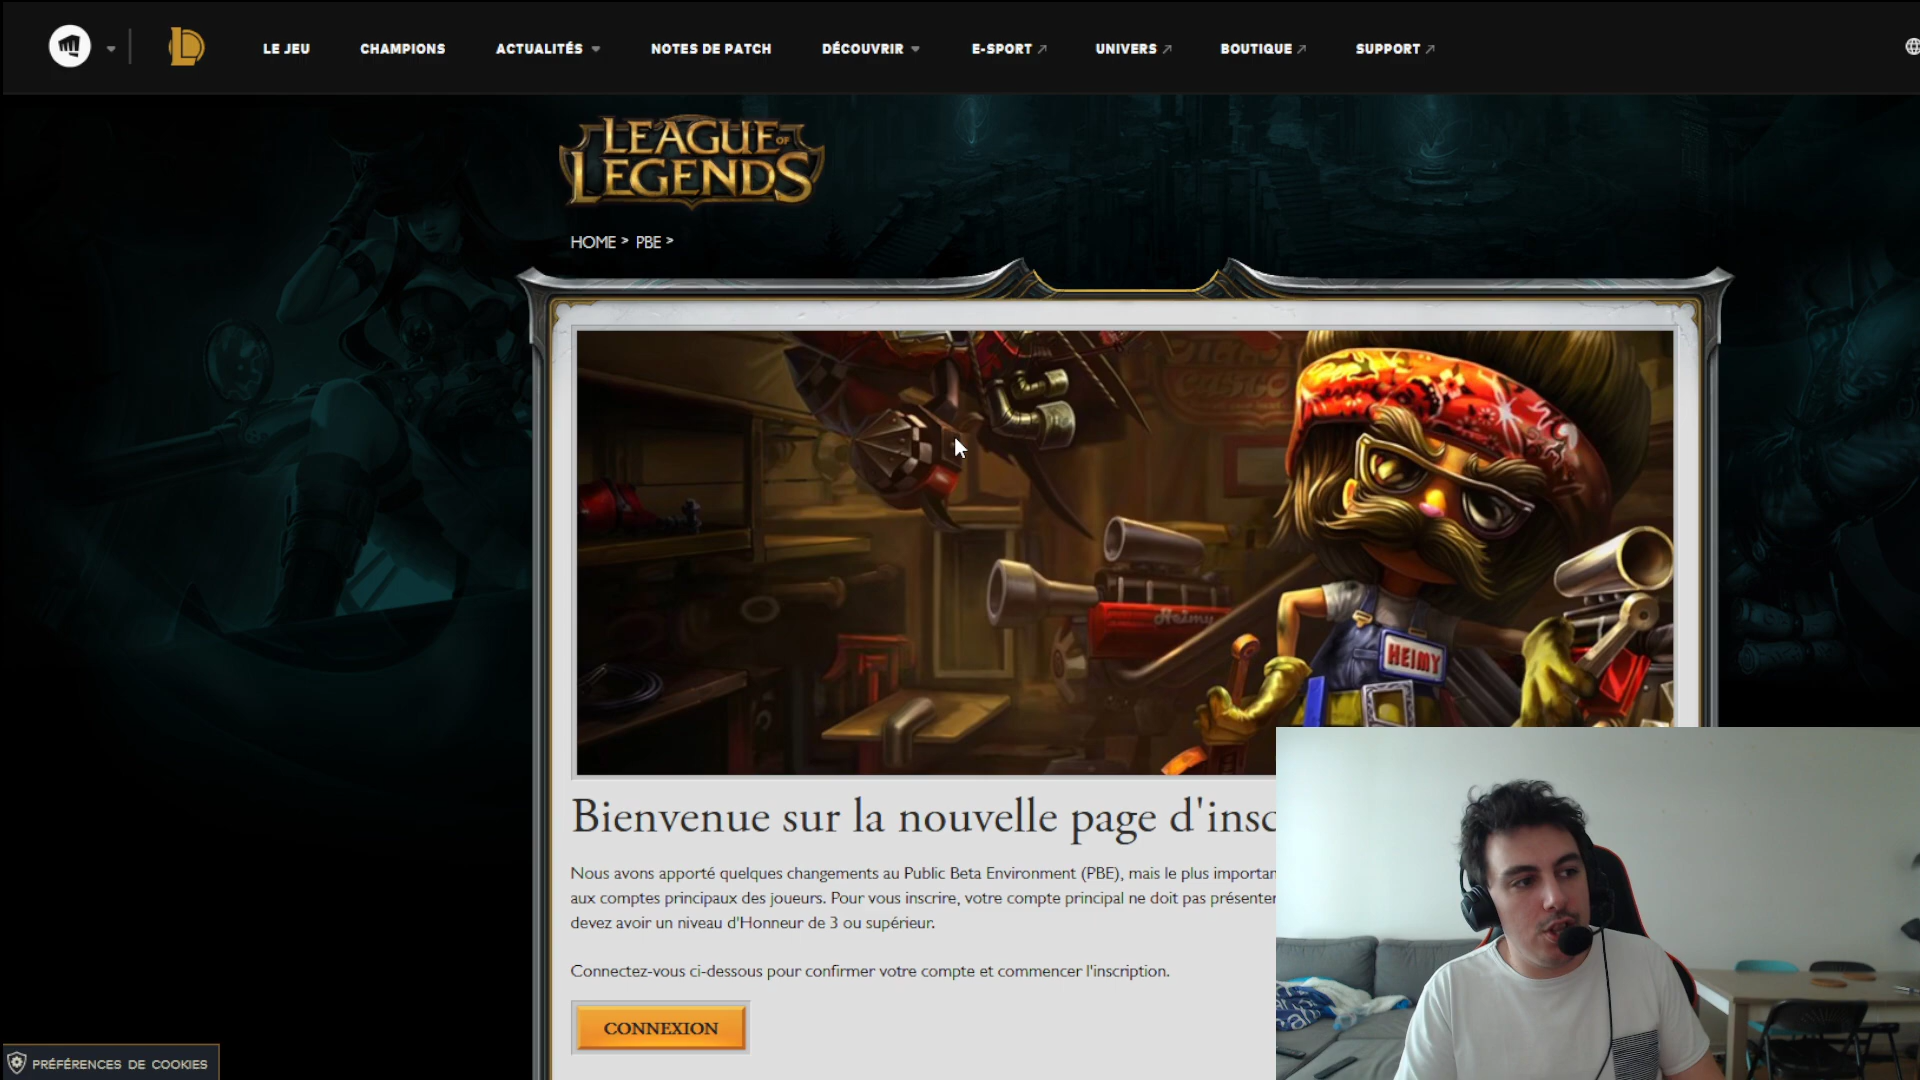 LE JEU
CHAMPIONS
ACTUALITÉS
NOTES DE PATCH
DÉCOUVRIR
E-SPORT
UNIVERS
BOUTIQUE
SUPPORT
LEAGUE OF
LEGENDS
HOME > PBE >
Heimy
HEIMY
Bienvenue sur la nouvelle page d'insc
Nous avons apporté quelques changements au Public Beta Environment (PBE), mais le plus importan
aux comptes principaux des joueurs. Pour vous inscrire, votre compte principal ne doit pas présenter
devez avoir un niveau d'Honneur de 3 ou supérieur.
Connectez-vous ci-dessous pour confirmer votre compte et commencer l'inscription.
CONNEXION
PRÉFÉRENCES DE COOKIES